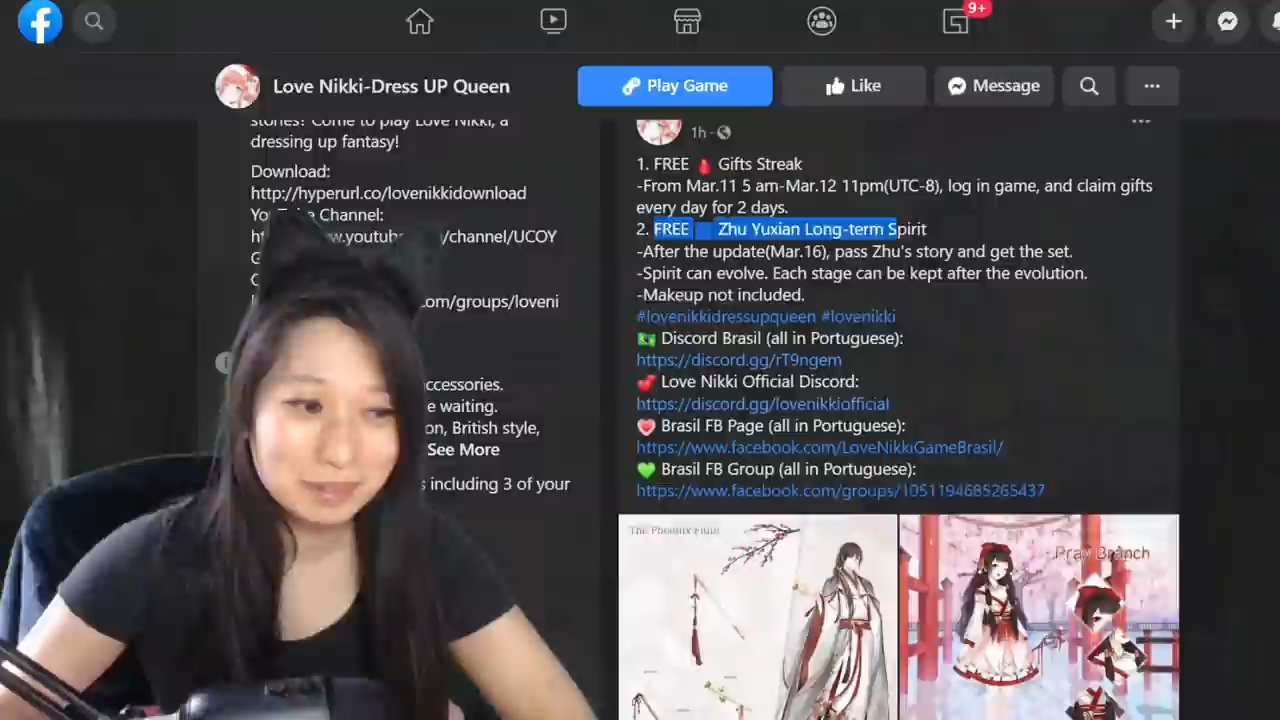 9+
Love Nikki-Dress UP Queen
Play Game
Like
Message
stories? Come to play Love Nikki, a
dressing up fantasy!
Download:
http://hyperurl.co/lovenikkidownload
YouTube Channel:
/channel/UCOY
com/groups/loveni
ccessories.
e waiting.
on, British style,
See More
s including 3 of your
1h
1. FREE Gifts Streak
-From Mar.11 5 am-Mar.12 11pm(UTC-8), log in game, and claim gifts
every day for 2 days.
2. FREE Zhu Yuxian Long-term Spirit
-After the update(Mar.16), pass Zhu's story and get the set.
-Spirit can evolve. Each stage can be kept after the evolution.
-Makeup not included.
#lovenikkidressupqueen #lovenikki
Discord Brasil (all in Portuguese):
https://discord.gg/rT9ngem
Love Nikki Official Discord:
https://discord.gg/lovenikkiofficial
Brasil FB Page (all in Portuguese):
https://www.facebook.com/LoveNikkiGameBrasil/
Brasil FB Group (all in Portuguese):
https://www.facebook.com/groups/1051194685265437
The Phoenix Flute
Pray Branch